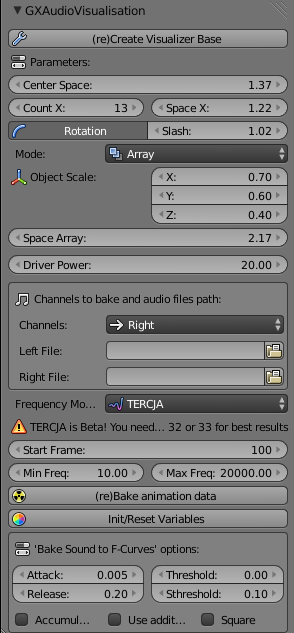 GXAudioVisualisation
(re)Create Visualizer Base
Parameters:
Center Space: 1.37
Count X: 13 Space X: 1.22
Rotation Slash: 1.02
Mode: Array
Object Scale: X: 0.70
Y: 0.60
Z: 0.40
Space Array: 2.17
Driver Power: 20.00
Channels to bake and audio files path:
Channels: Right
Left File:
Right File:
Frequency Mo... TERCJA
TERCJA is Beta! You need... 32 or 33 for best results
Start Frame: 100
Min Freq: 10.00 Max Freq: 20000.00
(re)Bake animation data
Init/Reset Variables
'Bake Sound to F-Curves' options:
Attack: 0.005 Threshold: 0.00
Release: 0.20 Sthreshold: 0.10
Accumul... Use addit... Square